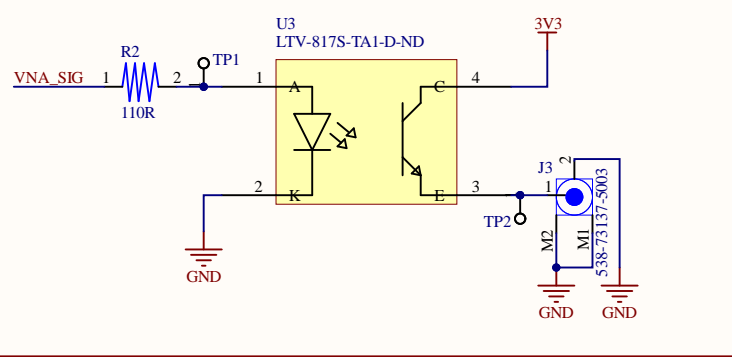 U3
LTV-817S-TA1-D-ND
3V3
R2
TP1
VNA_SIG
1
2
1
A
C
4
110R
J3
2
2
K
E
3
1
538-73137-5003
TP2
M2
M1
GND
GND
GND